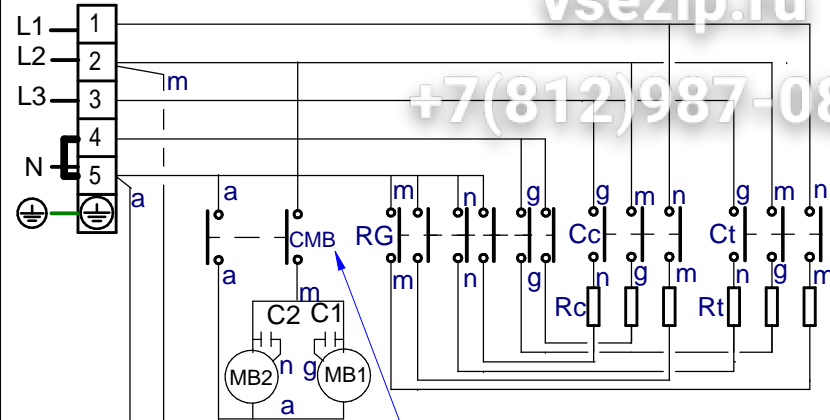 vsezip.ru
L1 1
L2 2
m
L3 3
+7(812)987-08
4
N 5
a
a m n g g m n g m n
CMB RG Cc Ct
a m n g n g m n g m
m
C2 C1 Rc Rt
n g
MB2 MB1
a